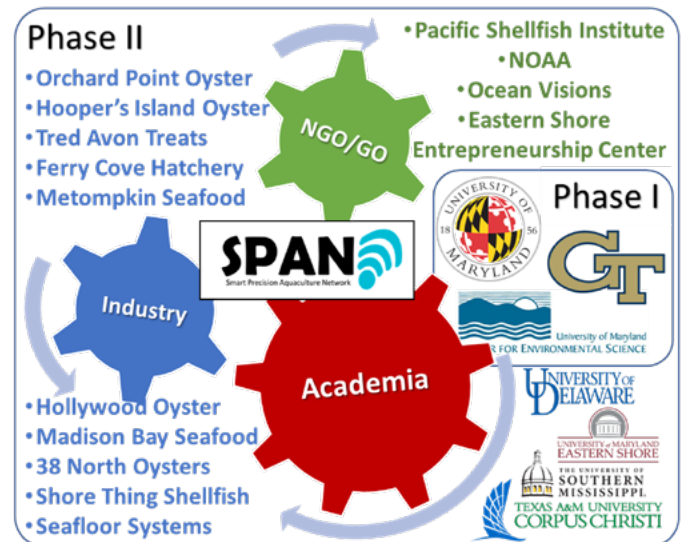 Phase II
•Orchard Point Oyster
•Hooper's Island Oyster
•Tred Avon Treats
•Ferry Cove Hatchery
•Metompkin Seafood
NGO/GO
•Pacific Shellfish Institute
•NOAA
•Ocean Visions
•Eastern Shore
Entrepreneurship Center
Phase I
UNIVERSITY OF
18 56
MARYLAND
GT
University of Maryland
R FOR ENVIRONMENTAL SCIENCE
SPAN
Smart Precision Aquaculture Network
Industry
Academia
•Hollywood Oyster
•Madison Bay Seafood
•38 North Oysters
•Shore Thing Shellfish
•Seafloor Systems
UNIVERSITY OF
DELAWARE
UNIVERSITY of MARYLAND
EASTERN SHORE
THE UNIVERSITY OF
SOUTHERN
MISSISSIPPI
TEXAS A&M UNIVERSITY
CORPUS CHRISTI